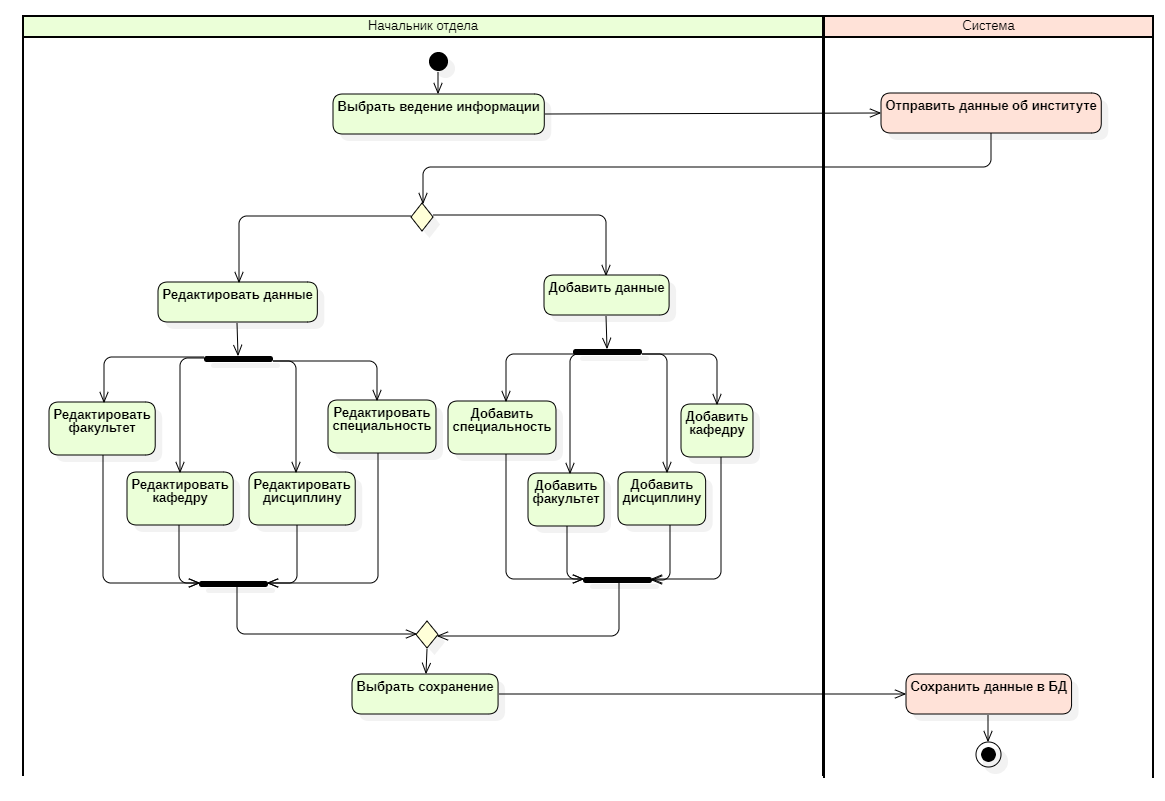 Начальник отдела
Система
Выбрать ведение информации
Отправить данные об институте
Редактировать данные
Добавить данные
Редактировать
факультет
Редактировать
специальность
Добавить
специальность
Добавить
кафедру
Редактировать
кафедру
Редактировать
дисциплину
Добавить
факультет
Добавить
дисциплину
Выбрать сохранение
Сохранить данные в БД